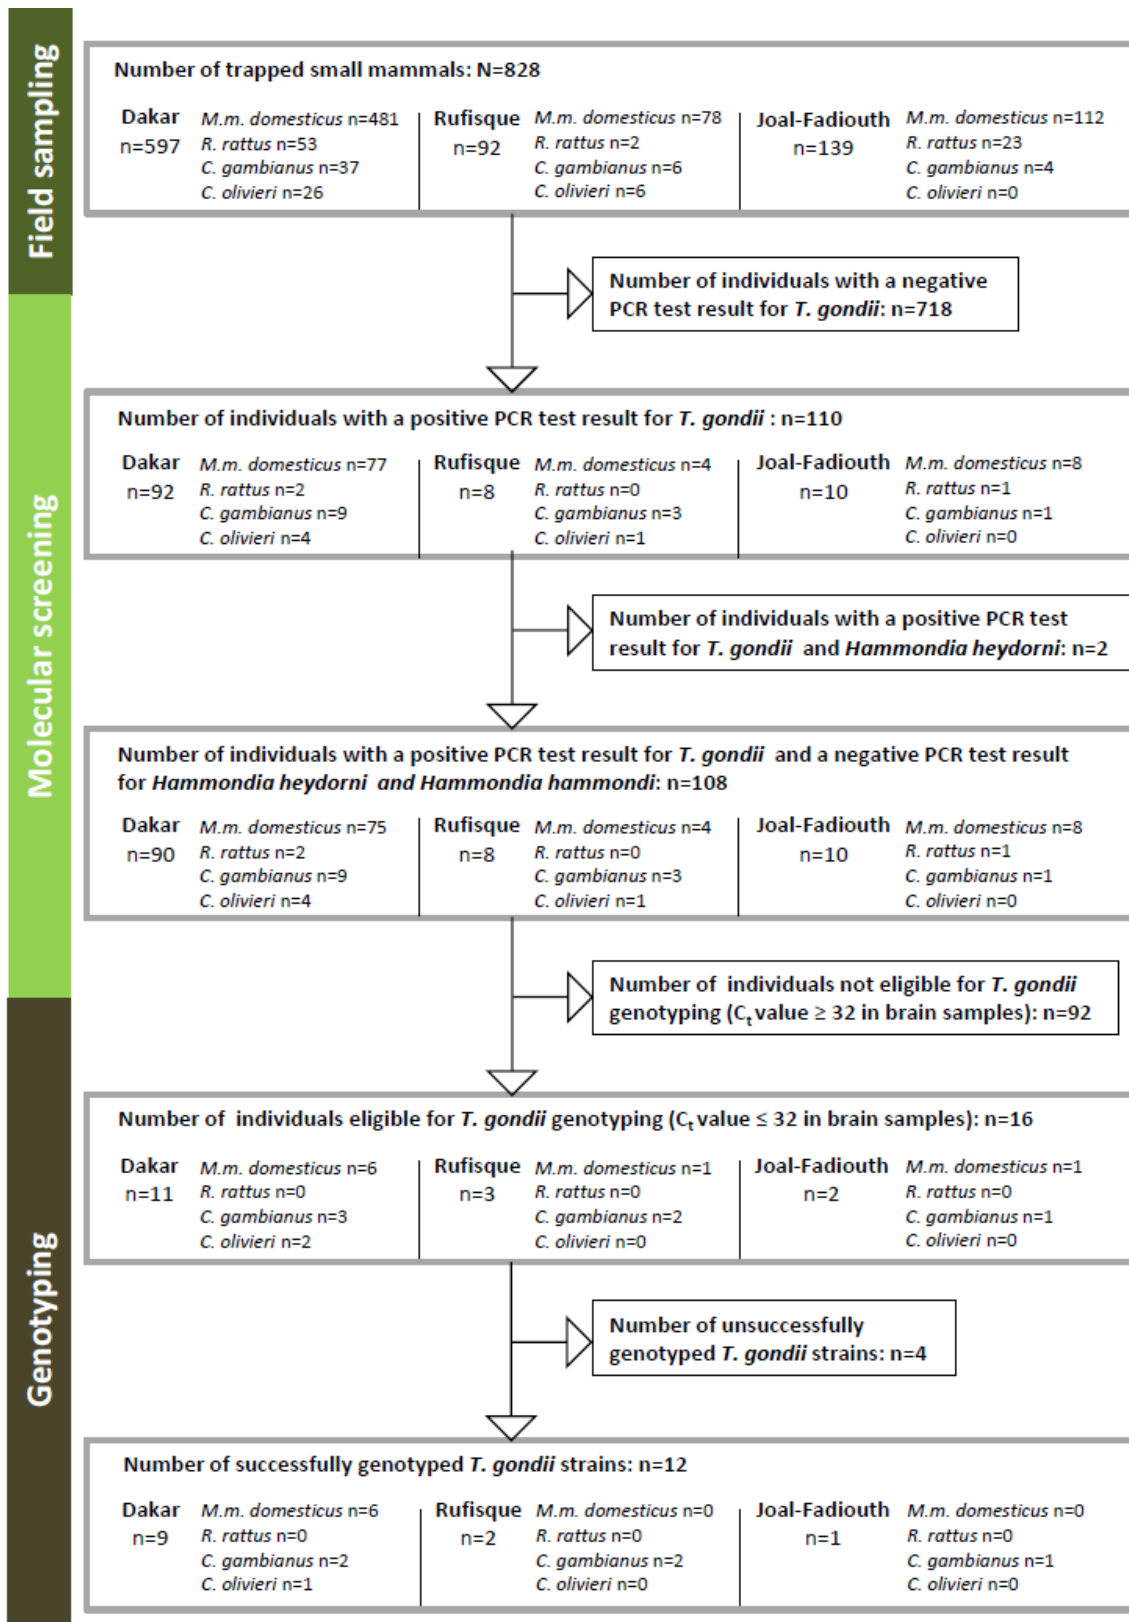 Field sampling
Number of trapped small mammals: N=828
Dakar
n=597
M.m. domesticus n=481
R. rattus n=53
C. gambianus n=37
C. olivieri n=26
Rufisque
n=92
M.m. domesticus n=78
R. rattus n=2
C. gambianus n=6
C. olivieri n=6
Joal-Fadiouth
n=139
M.m. domesticus n=112
R. rattus n=23
C. gambianus n=4
C. olivieri n=0
Number of individuals with a negative
PCR test result for T. gondii: n=718
Molecular screening
Number of individuals with a positive PCR test result for T. gondii : n=110
Dakar
n=92
M.m. domesticus n=77
R. rattus n=2
C. gambianus n=9
C. olivieri n=4
Rufisque
n=8
M.m. domesticus n=4
R. rattus n=0
C. gambianus n=3
C. olivieri n=1
Joal-Fadiouth
n=10
M.m. domesticus n=8
R. rattus n=1
C. gambianus n=1
C. olivieri n=0
Number of individuals with a positive PCR test
result for T. gondii and Hammondia heydorni: n=2
Number of individuals with a positive PCR test result for T. gondii and a negative PCR test result
for Hammondia heydorni and Hammondia hammondi: n=108
Dakar
n=90
M.m. domesticus n=75
R. rattus n=2
C. gambianus n=9
C. olivieri n=4
Rufisque
n=8
M.m. domesticus n=4
R. rattus n=0
C. gambianus n=3
C. olivieri n=1
Joal-Fadiouth
n=10
M.m. domesticus n=8
R. rattus n=1
C. gambianus n=1
C. olivieri n=0
Number of individuals not eligible for T. gondii
genotyping (Ct value ≥ 32 in brain samples): n=92
Genotyping
Number of individuals eligible for T. gondii genotyping (Ct value ≤ 32 in brain samples): n=16
Dakar
n=11
M.m. domesticus n=6
R. rattus n=0
C. gambianus n=3
C. olivieri n=2
Rufisque
n=3
M.m. domesticus n=1
R. rattus n=0
C. gambianus n=2
C. olivieri n=0
Joal-Fadiouth
n=2
M.m. domesticus n=1
R. rattus n=0
C. gambianus n=1
C. olivieri n=0
Number of unsuccessfully
genotyped T. gondii strains: n=4
Number of successfully genotyped T. gondii strains: n=12
Dakar
n=9
M.m. domesticus n=6
R. rattus n=0
C. gambianus n=2
C. olivieri n=1
Rufisque
n=2
M.m. domesticus n=0
R. rattus n=0
C. gambianus n=2
C. olivieri n=0
Joal-Fadiouth
n=1
M.m. domesticus n=0
R. rattus n=0
C. gambianus n=1
C. olivieri n=0